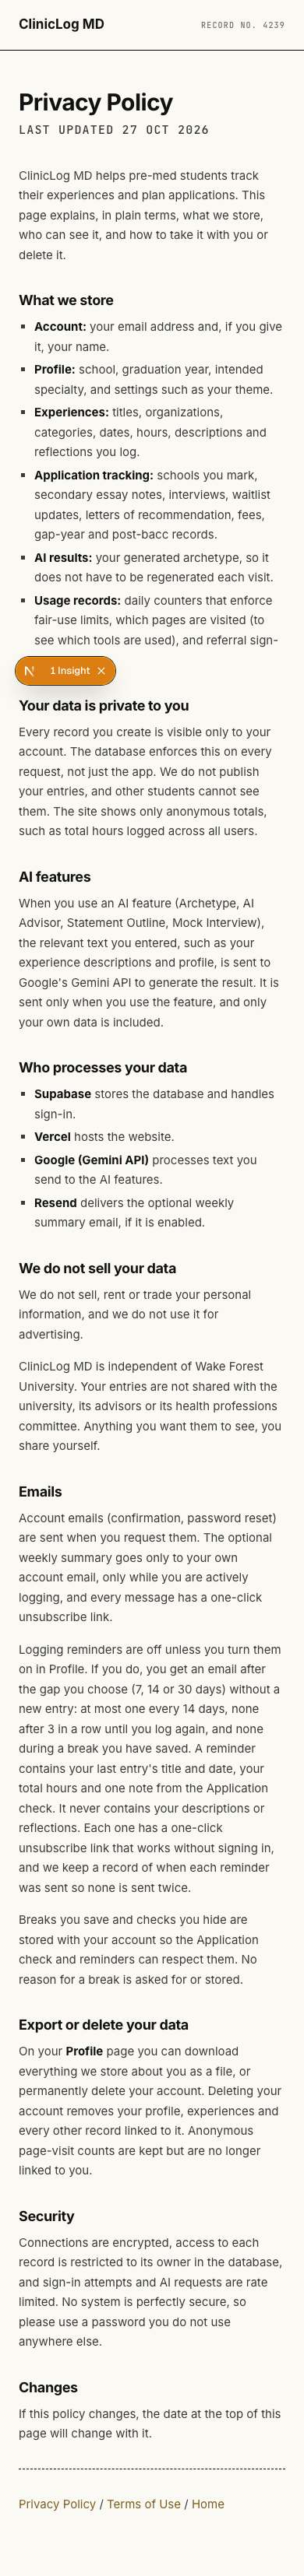 ClinicLog MD
RECORD NO. 4239
Privacy Policy
LAST UPDATED 27 OCT 2026
ClinicLog MD helps pre-med students track
their experiences and plan applications. This
page explains, in plain terms, what we store,
who can see it, and how to take it with you or
delete it.
What we store
Account: your email address and, if you give
it, your name.
Profile: school, graduation year, intended
specialty, and settings such as your theme.
Experiences: titles, organizations,
categories, dates, hours, descriptions and
reflections you log.
Application tracking: schools you mark,
secondary essay notes, interviews, waitlist
updates, letters of recommendation, fees,
gap-year and post-bacc records.
AI results: your generated archetype, so it
does not have to be regenerated each visit.
Usage records: daily counters that enforce
fair-use limits, which pages are visited (to
see which tools are used), and referral sign-
1 Insight
Your data is private to you
Every record you create is visible only to your
account. The database enforces this on every
request, not just the app. We do not publish
your entries, and other students cannot see
them. The site shows only anonymous totals,
such as total hours logged across all users.
AI features
When you use an AI feature (Archetype, AI
Advisor, Statement Outline, Mock Interview),
the relevant text you entered, such as your
experience descriptions and profile, is sent to
Google's Gemini API to generate the result. It is
sent only when you use the feature, and only
your own data is included.
Who processes your data
Supabase stores the database and handles
sign-in.
Vercel hosts the website.
Google (Gemini API) processes text you
send to the AI features.
Resend delivers the optional weekly
summary email, if it is enabled.
We do not sell your data
We do not sell, rent or trade your personal
information, and we do not use it for
advertising.
ClinicLog MD is independent of Wake Forest
University. Your entries are not shared with the
university, its advisors or its health professions
committee. Anything you want them to see, you
share yourself.
Emails
Account emails (confirmation, password reset)
are sent when you request them. The optional
weekly summary goes only to your own
account email, only while you are actively
logging, and every message has a one-click
unsubscribe link.
Logging reminders are off unless you turn them
on in Profile. If you do, you get an email after
the gap you choose (7, 14 or 30 days) without a
new entry: at most one every 14 days, none
after 3 in a row until you log again, and none
during a break you have saved. A reminder
contains your last entry's title and date, your
total hours and one note from the Application
check. It never contains your descriptions or
reflections. Each one has a one-click
unsubscribe link that works without signing in,
and we keep a record of when each reminder
was sent so none is sent twice.
Breaks you save and checks you hide are
stored with your account so the Application
check and reminders can respect them. No
reason for a break is asked for or stored.
Export or delete your data
On your Profile page you can download
everything we store about you as a file, or
permanently delete your account. Deleting your
account removes your profile, experiences and
every other record linked to it. Anonymous
page-visit counts are kept but are no longer
linked to you.
Security
Connections are encrypted, access to each
record is restricted to its owner in the database,
and sign-in attempts and AI requests are rate
limited. No system is perfectly secure, so
please use a password you do not use
anywhere else.
Changes
If this policy changes, the date at the top of this
page will change with it.
Privacy Policy / Terms of Use / Home